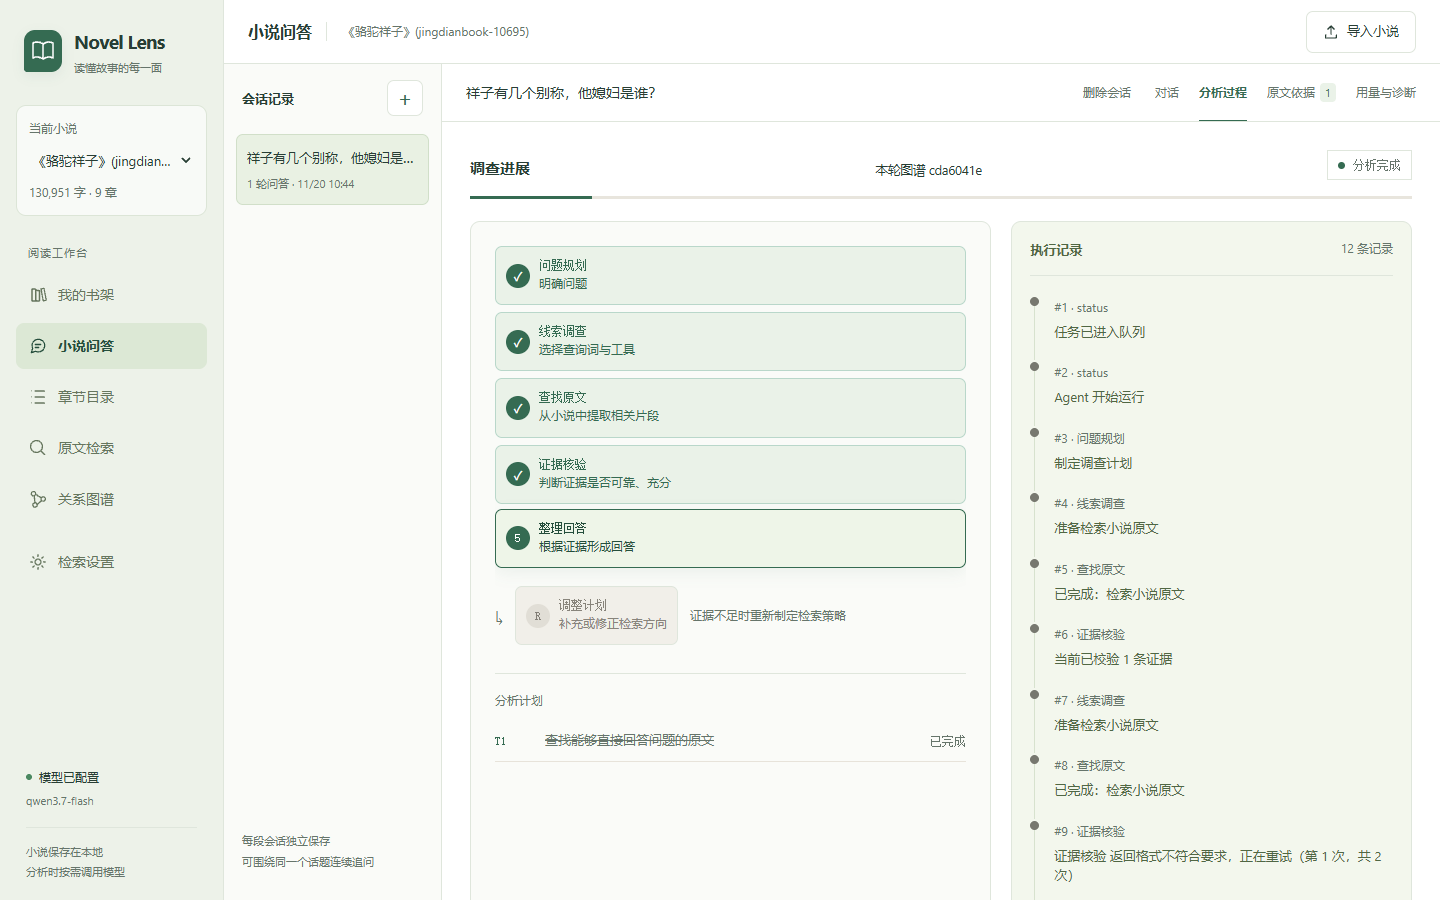 Novel Lens
读懂故事的每一面
当前小说
《骆驼祥子》(jingdian...
130,951 字 · 9 章
阅读工作台
我的书架
小说问答
章节目录
原文检索
关系图谱
检索设置
模型已配置
qwen3.7-flash
小说保存在本地
分析时按需调用模型
小说问答
《骆驼祥子》(jingdianbook-10695)
导入小说
会话记录
+
祥子有几个别称，他媳妇是...
1 轮问答 · 11/20 10:44
每段会话独立保存
可围绕同一个话题连续追问
祥子有几个别称，他媳妇是谁？
删除会话
对话
分析过程
原文依据 1
用量与诊断
调查进展
本轮图谱 cda6041e
分析完成
✓
问题规划
明确问题
✓
线索调查
选择查询词与工具
✓
查找原文
从小说中提取相关片段
✓
证据核验
判断证据是否可靠、充分
5
整理回答
根据证据形成回答
↳
R
调整计划
补充或修正检索方向
证据不足时重新制定检索策略
分析计划
T1 查找能够直接回答问题的原文 已完成
执行记录
12 条记录
#1 · status
任务已进入队列
#2 · status
Agent 开始运行
#3 · 问题规划
制定调查计划
#4 · 线索调查
准备检索小说原文
#5 · 查找原文
已完成：检索小说原文
#6 · 证据核验
当前已校验 1 条证据
#7 · 线索调查
准备检索小说原文
#8 · 查找原文
已完成：检索小说原文
#9 · 证据核验
证据核验 返回格式不符合要求，正在重试（第 1 次，共 2
次）